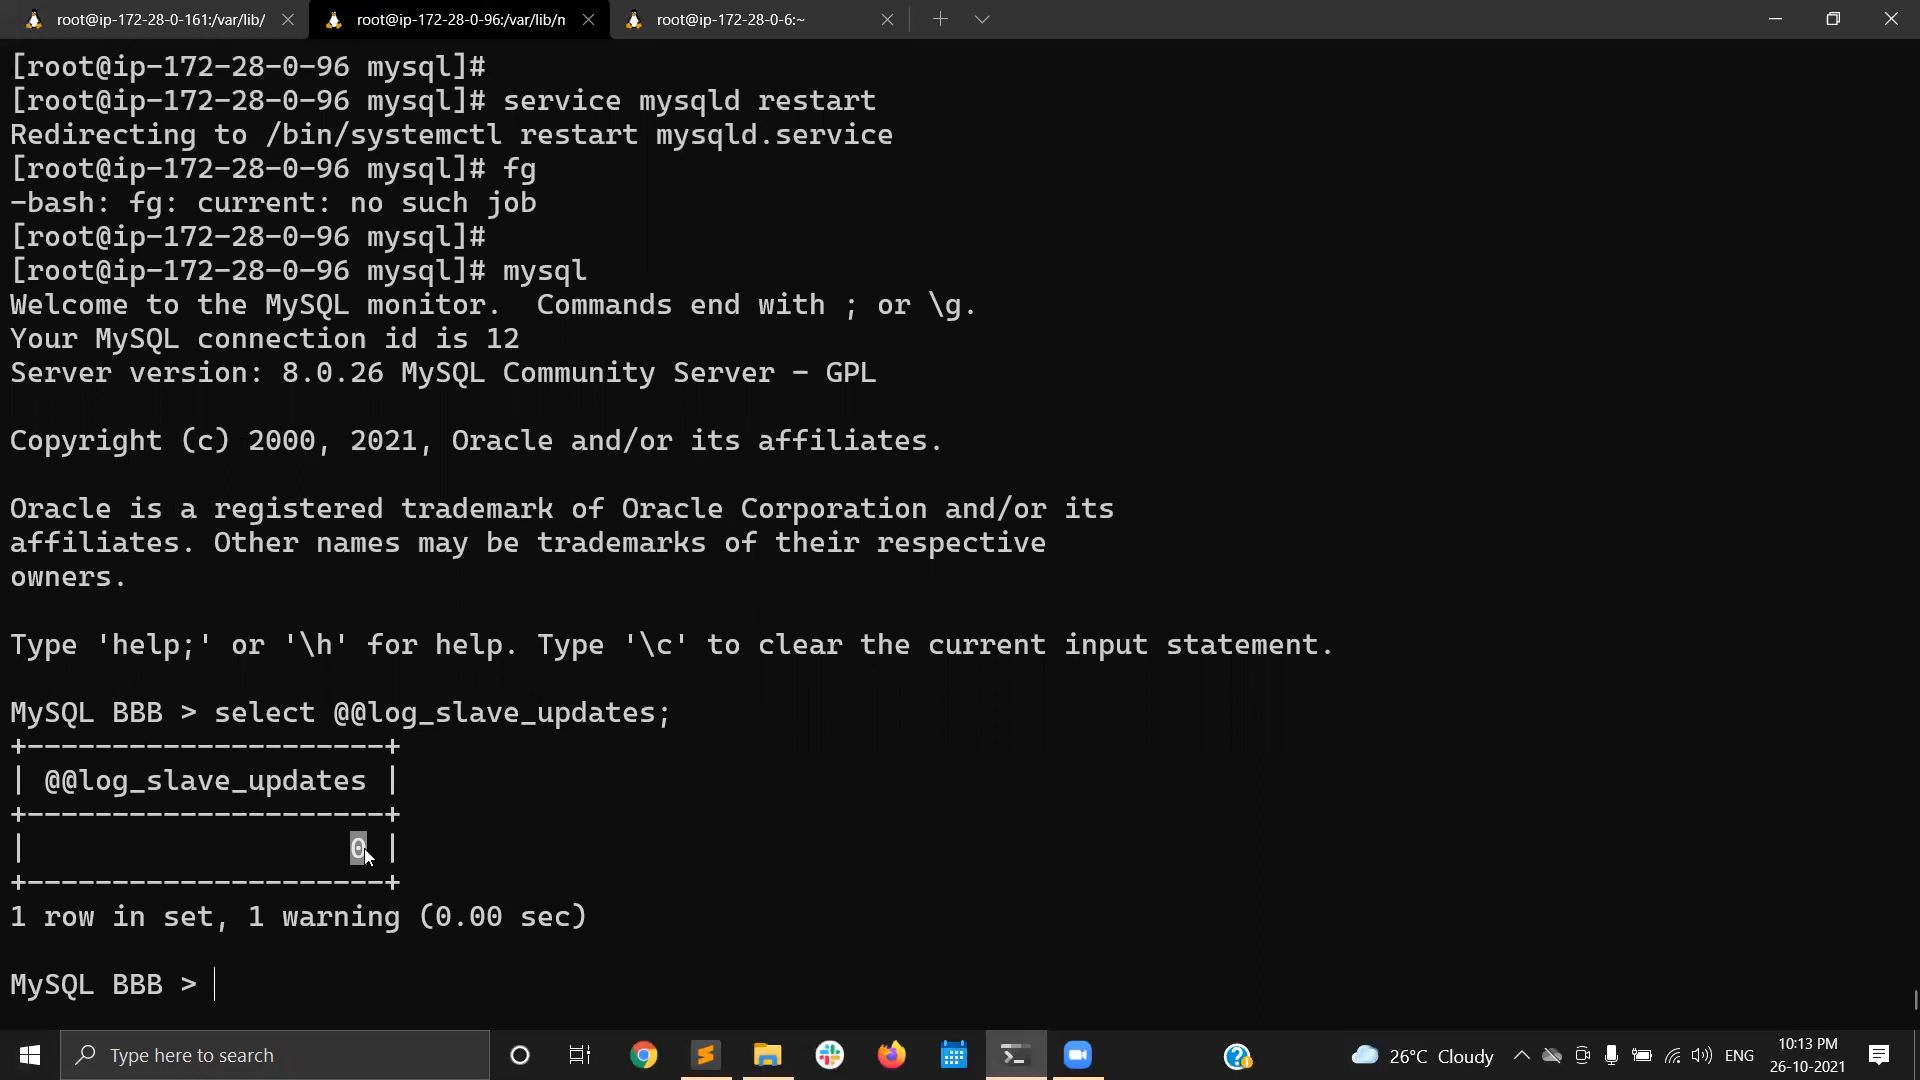 root@ip-172-28-0-161:/var/lib/
root@ip-172-28-0-96:/var/lib/n
root@ip-172-28-0-6:~
[root@ip-172-28-0-96 mysql]#
[root@ip-172-28-0-96 mysql]# service mysqld restart
Redirecting to /bin/systemctl restart mysqld.service
[root@ip-172-28-0-96 mysql]# fg
-bash: fg: current: no such job
[root@ip-172-28-0-96 mysql]#
[root@ip-172-28-0-96 mysql]# mysql
Welcome to the MySQL monitor.  Commands end with ; or \g.
Your MySQL connection id is 12
Server version: 8.0.26 MySQL Community Server - GPL
Copyright (c) 2000, 2021, Oracle and/or its affiliates.
Oracle is a registered trademark of Oracle Corporation and/or its
affiliates. Other names may be trademarks of their respective
owners.
Type 'help;' or '\h' for help. Type '\c' to clear the current input statement.
MySQL BBB > select @@log_slave_updates;
+---------------------+
| @@log_slave_updates |
+---------------------+
|                   0 |
+---------------------+
1 row in set, 1 warning (0.00 sec)
MySQL BBB >
Type here to search
26°C Cloudy
ENG
10:13 PM
26-10-2021